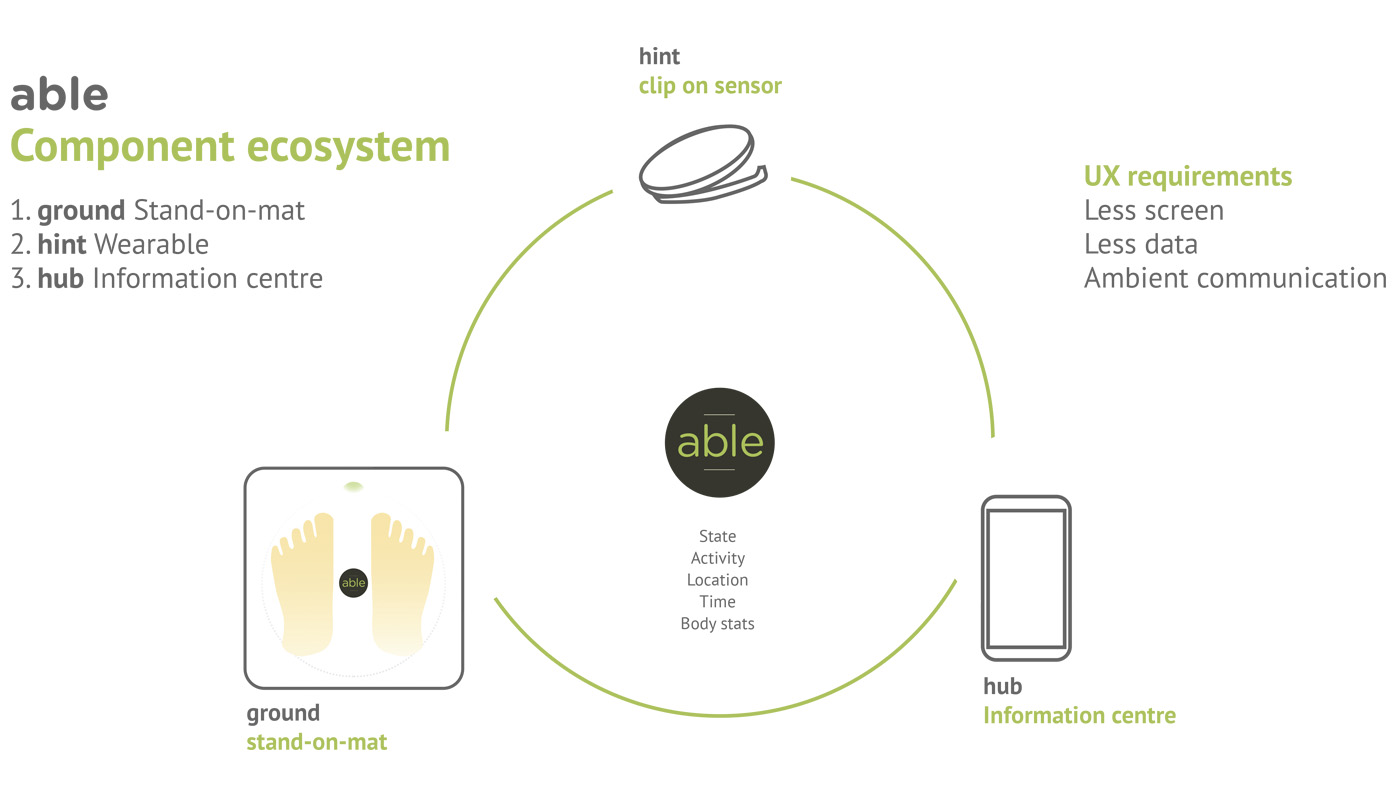 able
Component ecosystem
1. ground Stand-on-mat
2. hint Wearable
3. hub Information centre
hint
clip on sensor
UX requirements
Less screen
Less data
Ambient communication
able
State
Activity
Location
Time
Body stats
able
ground
stand-on-mat
hub
Information centre